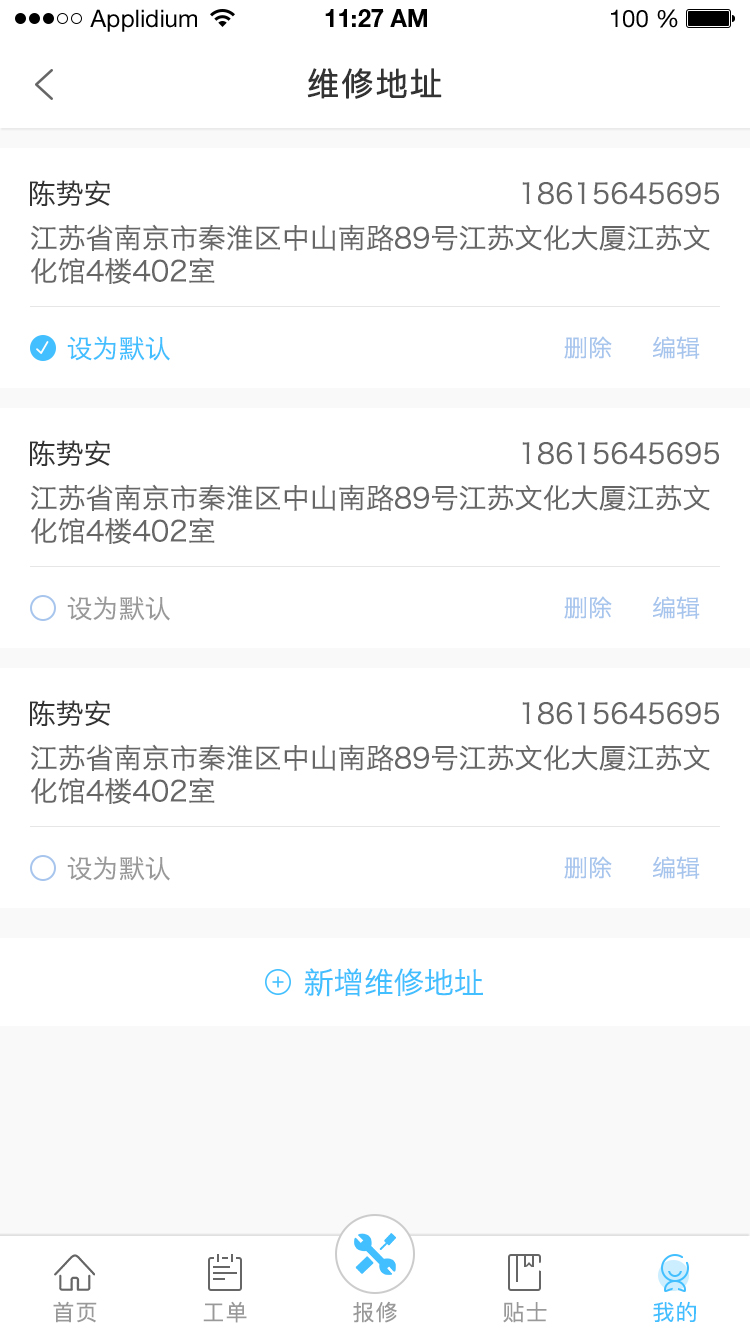 Applidium 11:27 AM 100 %
维修地址
陈势安 18615645695
江苏省南京市秦淮区中山南路89号江苏文化大厦江苏文
化馆4楼402室
设为默认 删除 编辑
陈势安 18615645695
江苏省南京市秦淮区中山南路89号江苏文化大厦江苏文
化馆4楼402室
设为默认 删除 编辑
陈势安 18615645695
江苏省南京市秦淮区中山南路89号江苏文化大厦江苏文
化馆4楼402室
设为默认 删除 编辑
新增维修地址
首页 工单 报修 贴士 我的